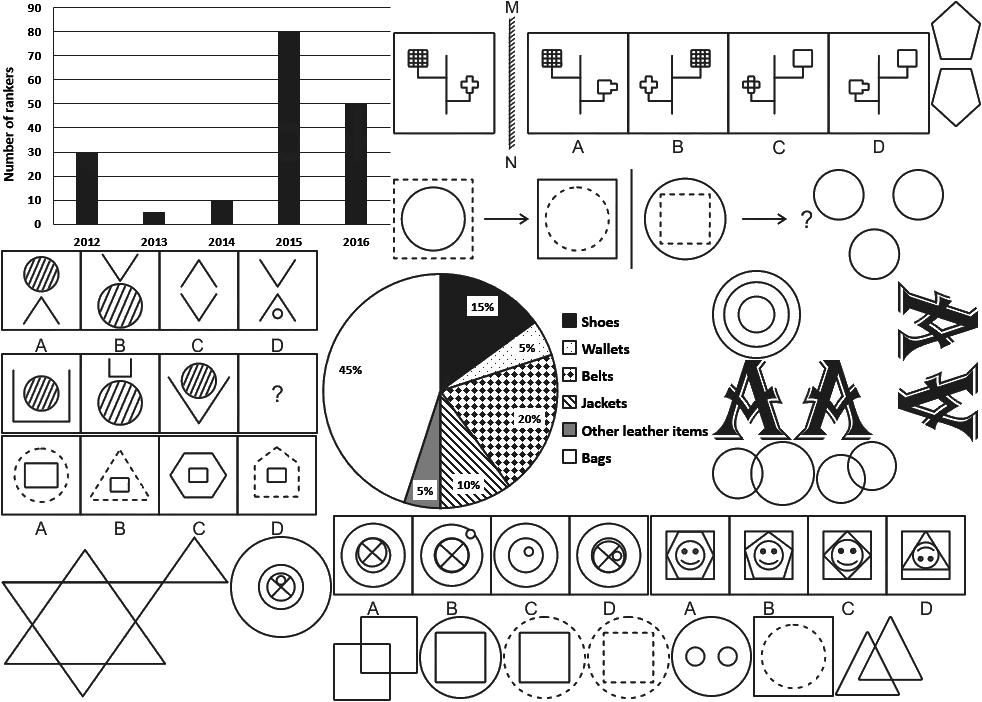 90
80
70
60
50
40
30
20
10
0
Number of rankers
2012 2013 2014 2015 2016
M
N
A B C D
?
A B C D
?
A B C D
15%
5%
20%
10%
5%
45%
Shoes
Wallets
Belts
Jackets
Other leather items
Bags
A A
A
A
A B C D
A B C D